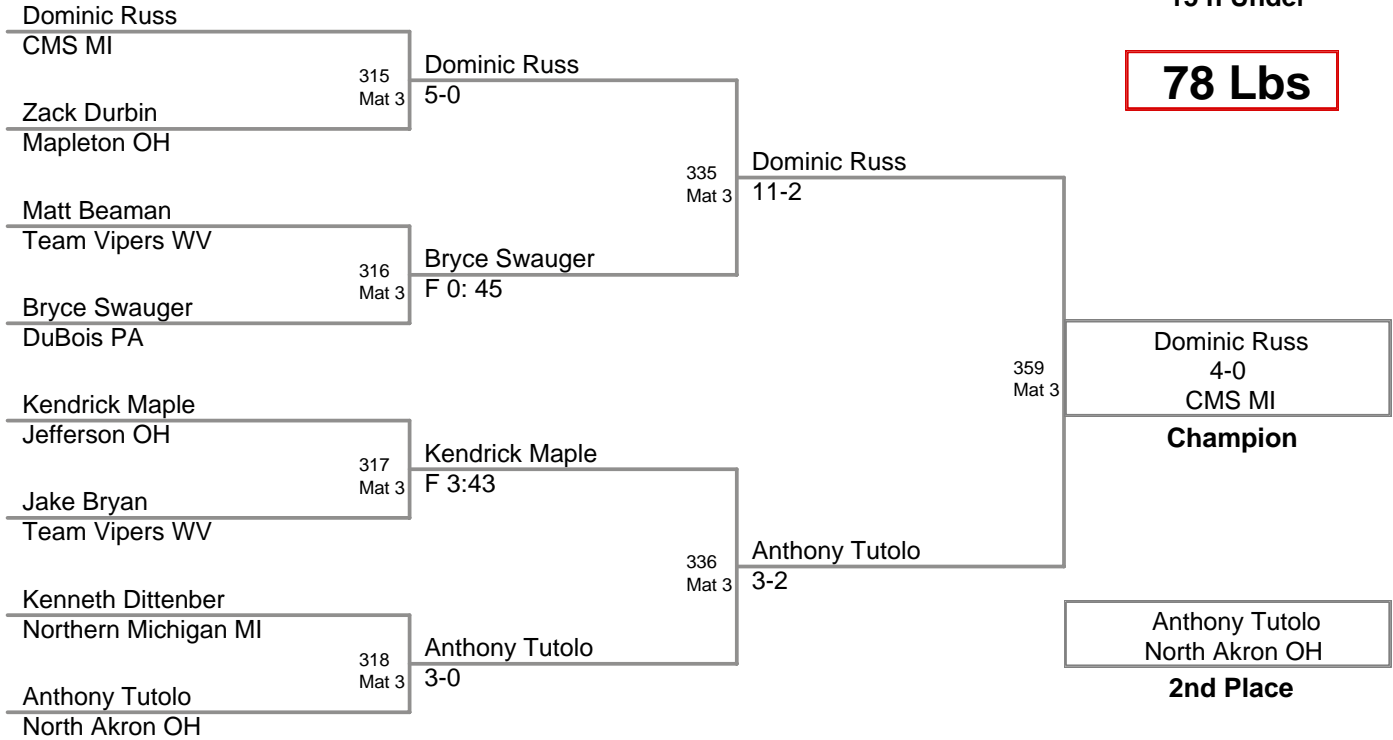 15 n Under
78 Lbs
Dominic Russ
CMS MI
315
Mat 3
Dominic Russ
5-0
Zack Durbin
Mapleton OH
335
Mat 3
Dominic Russ
11-2
Matt Beaman
Team Vipers WV
316
Mat 3
Bryce Swauger
F 0: 45
Bryce Swauger
DuBois PA
359
Mat 3
Dominic Russ
4-0
CMS MI
Champion
Kendrick Maple
Jefferson OH
317
Mat 3
Kendrick Maple
F 3:43
Jake Bryan
Team Vipers WV
336
Mat 3
Anthony Tutolo
3-2
Kenneth Dittenber
Northern Michigan MI
318
Mat 3
Anthony Tutolo
3-0
Anthony Tutolo
North Akron OH
Anthony Tutolo
North Akron OH
2nd Place